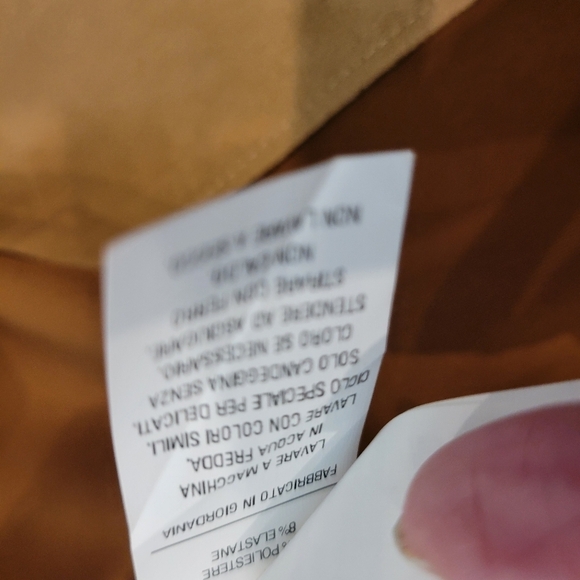 % POLIESTERE
8% ELASTANE
FABBRICATO IN GIORDANIA
LAVARE A MACCHINA
IN ACQUA FREDDA.
LAVARE CON COLORI SIMILI.
CICLO SPECIALE PER DELICATI.
SOLO CANDEGGINA SENZA
CLORO SE NECESSARIO.
STENDERE AD ASCIUGARE.
STIRARE CON FERRO
NON
NON LAVARE A SECCO